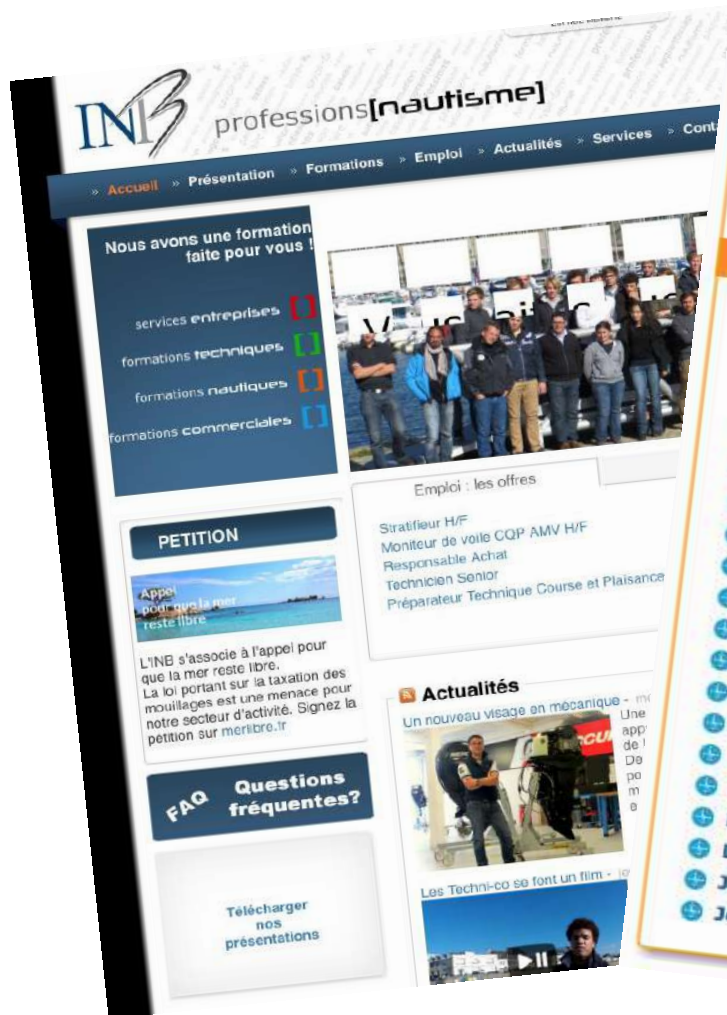 INB professions[nautisme]
» Accueil » Présentation » Formations » Emploi » Actualités » Services »
Nous avons une formation
faite pour vous !
services entreprises []
formations techniques []
formations nautiques []
formations commerciales []
Emploi : les offres
Stratifieur H/F
Moniteur de voile CQP AMV H/F
Responsable Achat
Technicien Senior
Préparateur Technique Course et Plaisance
PETITION
Appel
pour que la mer
reste libre
L'INB s'associe à l'appel pour
que la mer reste libre.
La loi portant sur la taxation des
mouillages est une menace pour
notre secteur d'activité. Signez la
pétition sur merlibre.fr
FAQ Questions
fréquentes?
Télécharger
nos
présentations
Actualités
Un nouveau visage en mécanique -
Une
de
De
Les Techni-co se font un film -